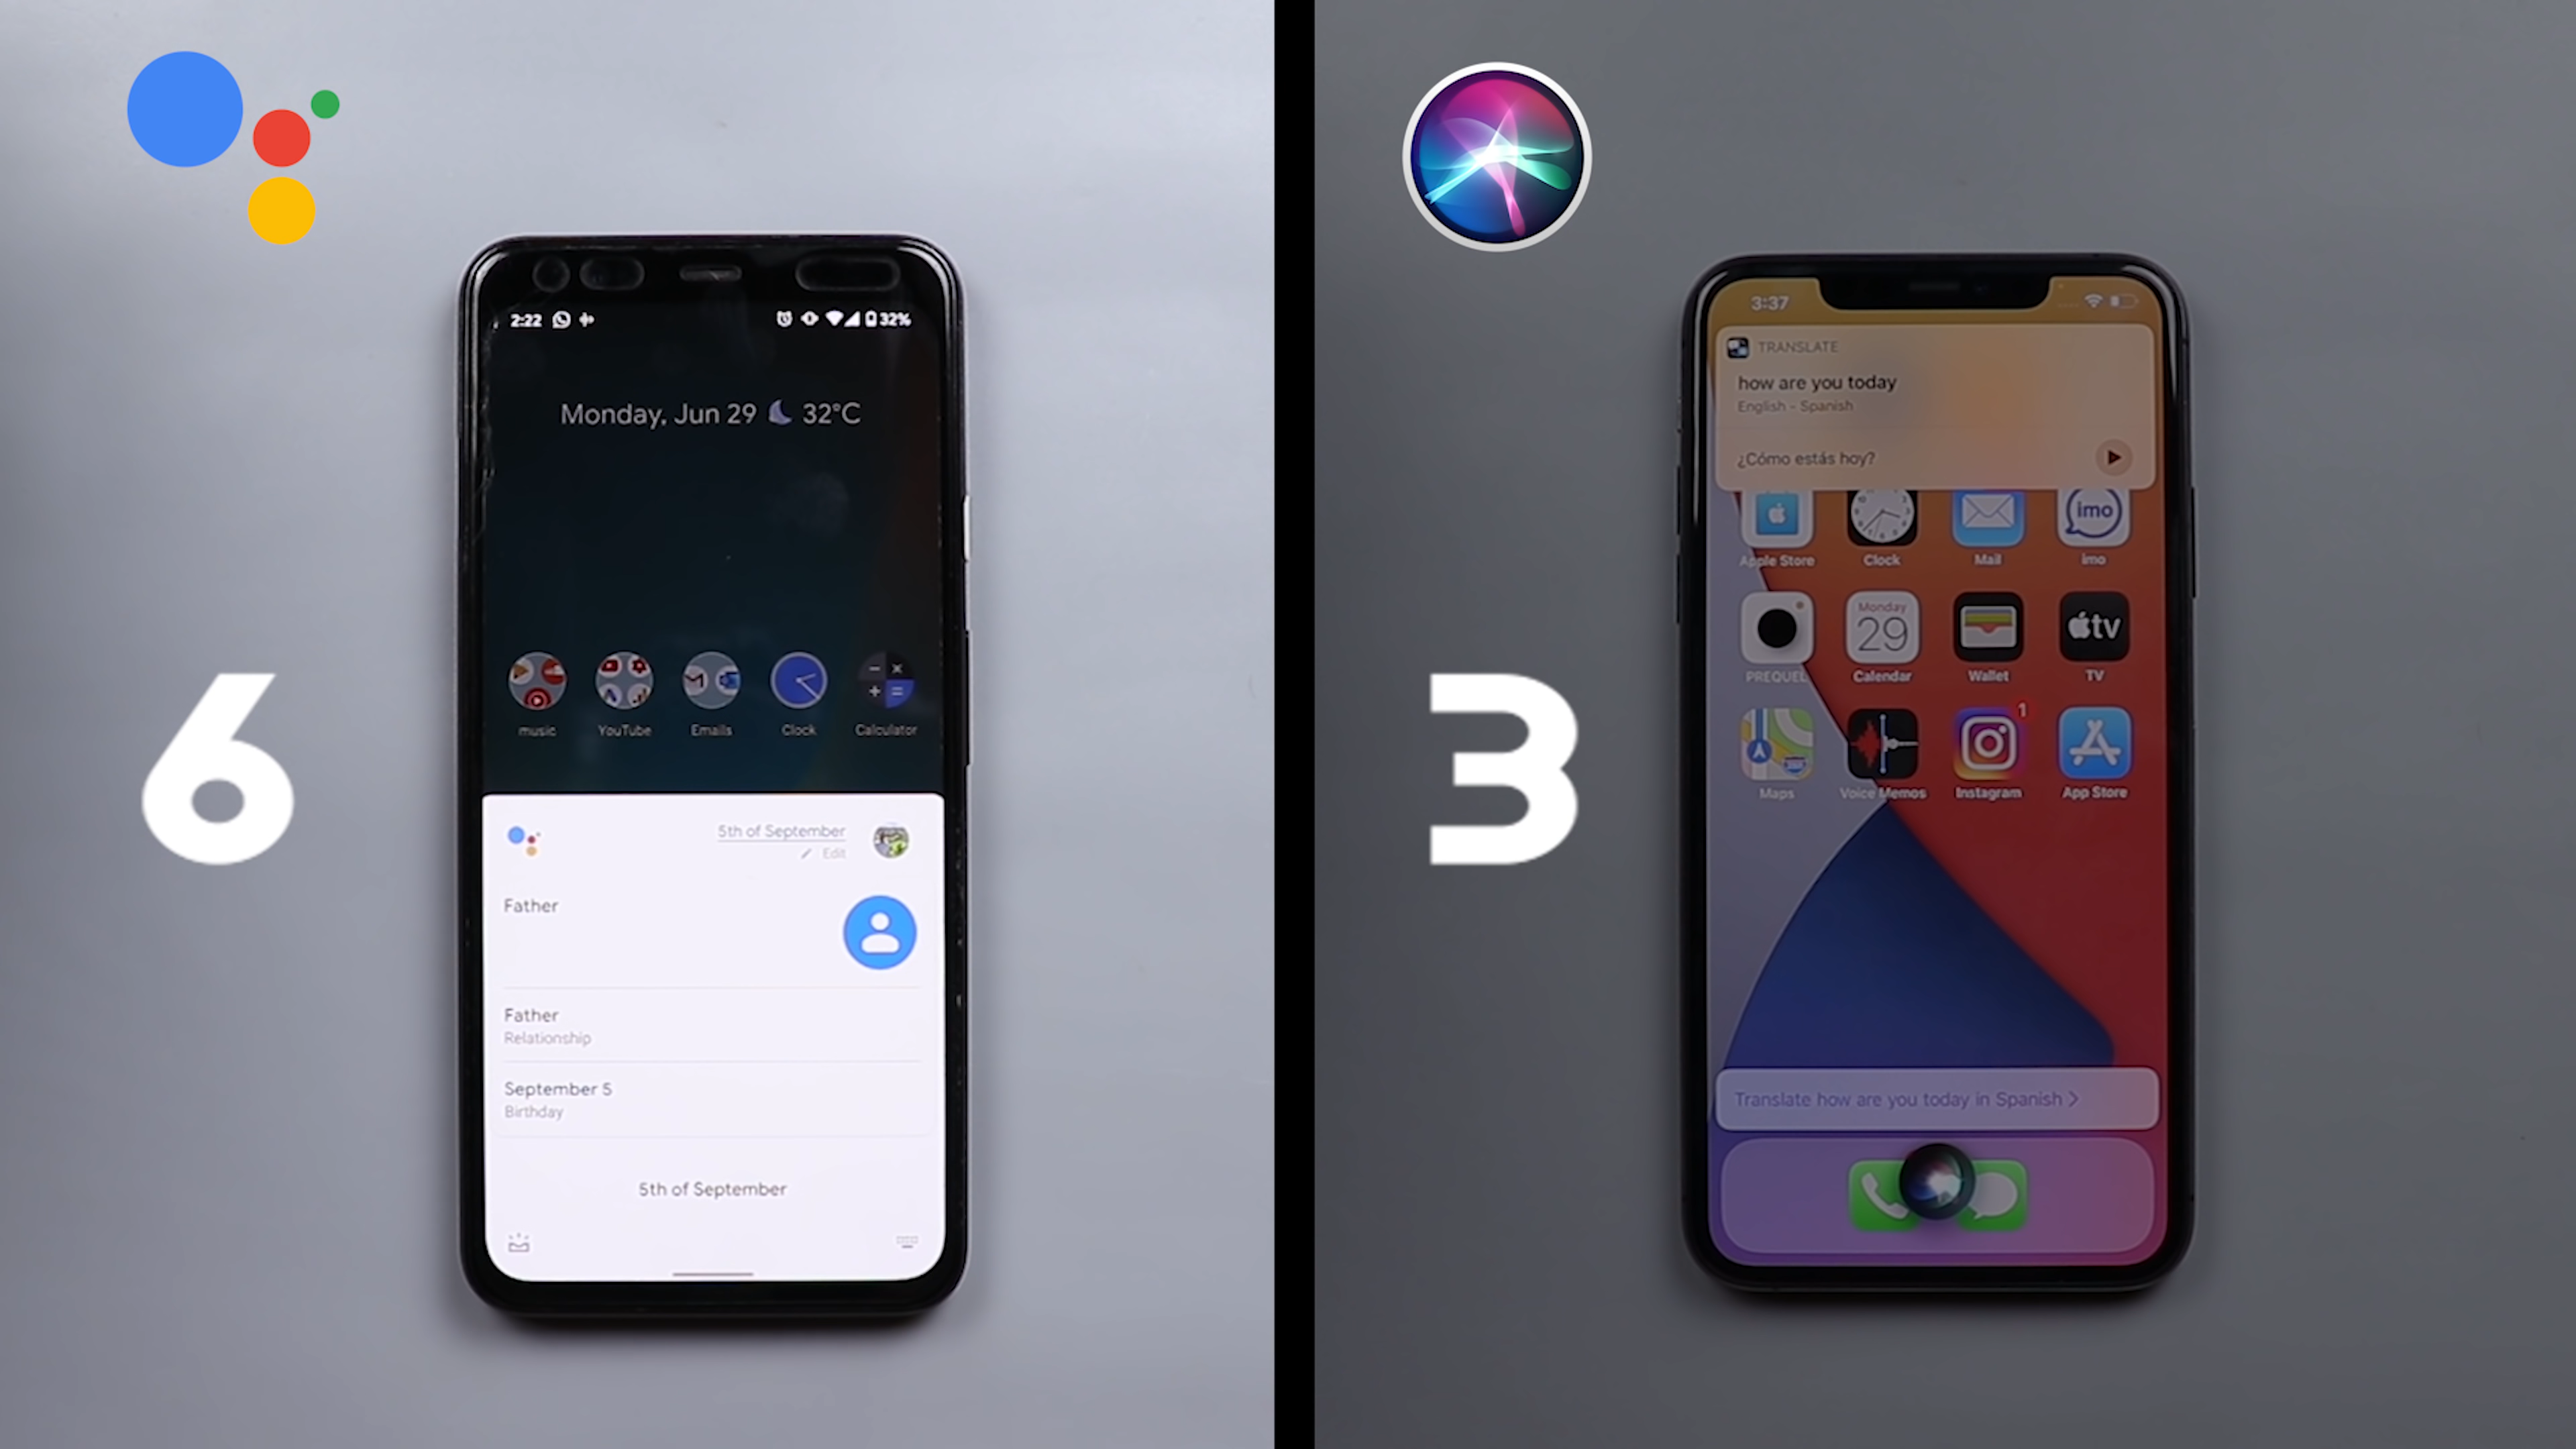 6
2:22
32%
Monday, Jun 29 32°C
music YouTube Emails Clock Calculator
5th of September
Edit
Father
Father
Relationship
September 5
Birthday
5th of September
3
3:37
TRANSLATE
how are you today
English - Spanish
¿Cómo estás hoy?
imo
Apple Store Clock Mail imo
Monday
29
tv
PREQUEL Calendar Wallet TV
1
Maps Voice Memos Instagram App Store
Translate how are you today in Spanish >